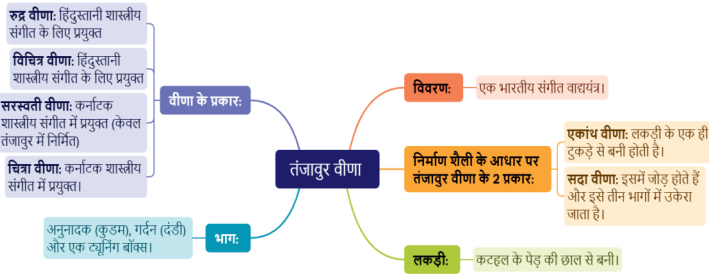 रुद्र वीणा: हिंदुस्तानी शास्त्रीय
संगीत के लिए प्रयुक्त
विचित्र वीणा: हिंदुस्तानी
शास्त्रीय संगीत के लिए प्रयुक्त
सरस्वती वीणा: कर्नाटक
शास्त्रीय संगीत में प्रयुक्त (केवल
तंजावुर में निर्मित)
चित्रा वीणा: कर्नाटक शास्त्रीय
संगीत में प्रयुक्त।
वीणा के प्रकार:
अनुनादक (कुडम), गर्दन (दंडी)
और एक ट्यूनिंग बॉक्स।
भाग:
तंजावुर वीणा
विवरण:
एक भारतीय संगीत वाद्ययंत्र।
निर्माण शैली के आधार पर
तंजावुर वीणा के 2 प्रकार:
एकांथ वीणा: लकड़ी के एक ही
टुकड़े से बनी होती है।
सदा वीणा: इसमें जोड़ होते हैं
और इसे तीन भागों में उकेरा
जाता है।
लकड़ी:
कटहल के पेड़ की छाल से बनी।